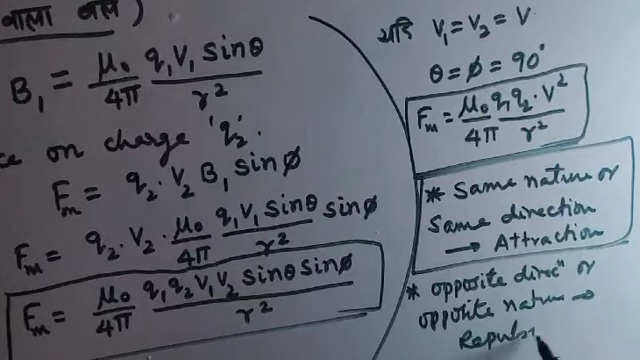 वाला बल)
B₁ = μ₀/4π q₁V₁ sinθ/r²
ce on charge 'q₂'.
Fm = q₂·V₂ B₁ sinφ
Fm = q₂·V₂·μ₀/4π q₁V₁ sinθ/r² sinφ
Fm = μ₀/4π q₁q₂V₁V₂ sinθ sinφ/r²
यदि V₁ = V₂ = V
θ = φ = 90°
Fm = μ₀/4π q₁q₂·V²/r²
* Same nature or
Same direction
→ Attraction
* opposite direcⁿ or
opposite nature →
Repuls